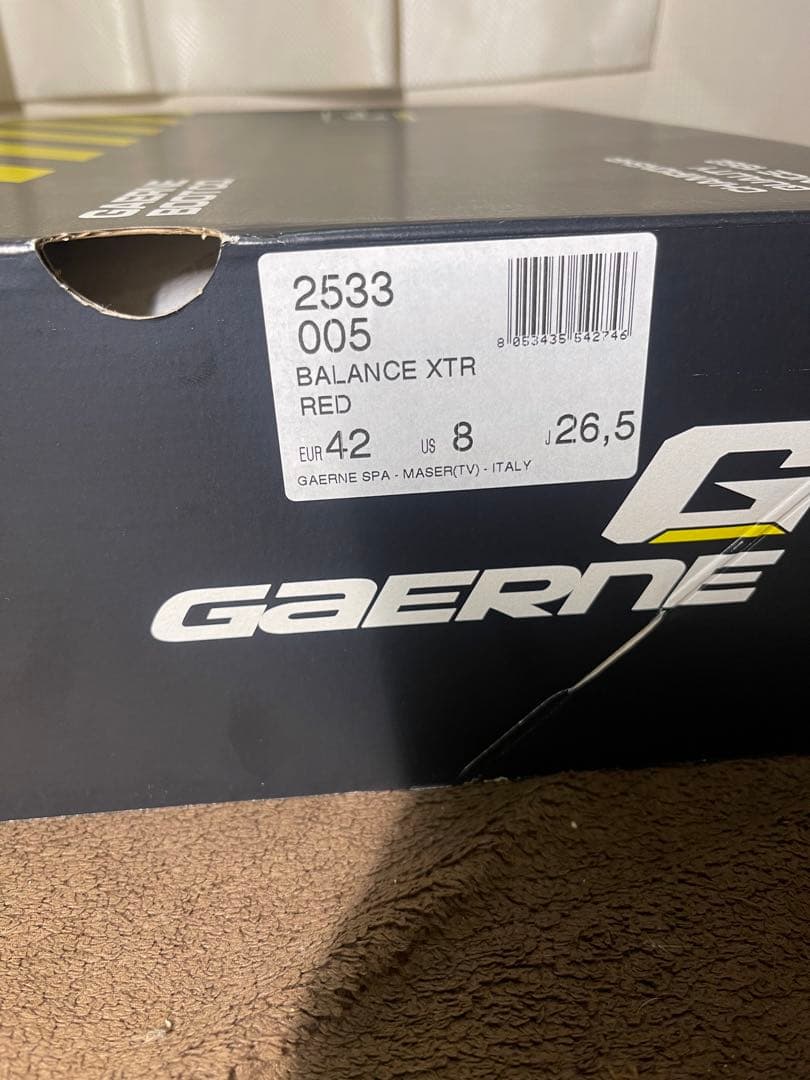 GAERNE
2533
005
BALANCE XTR
RED
8 053435 542746
EUR 42 US 8 J 26,5
GAERNE SPA - MASER(TV) - ITALY
G
GAERNE